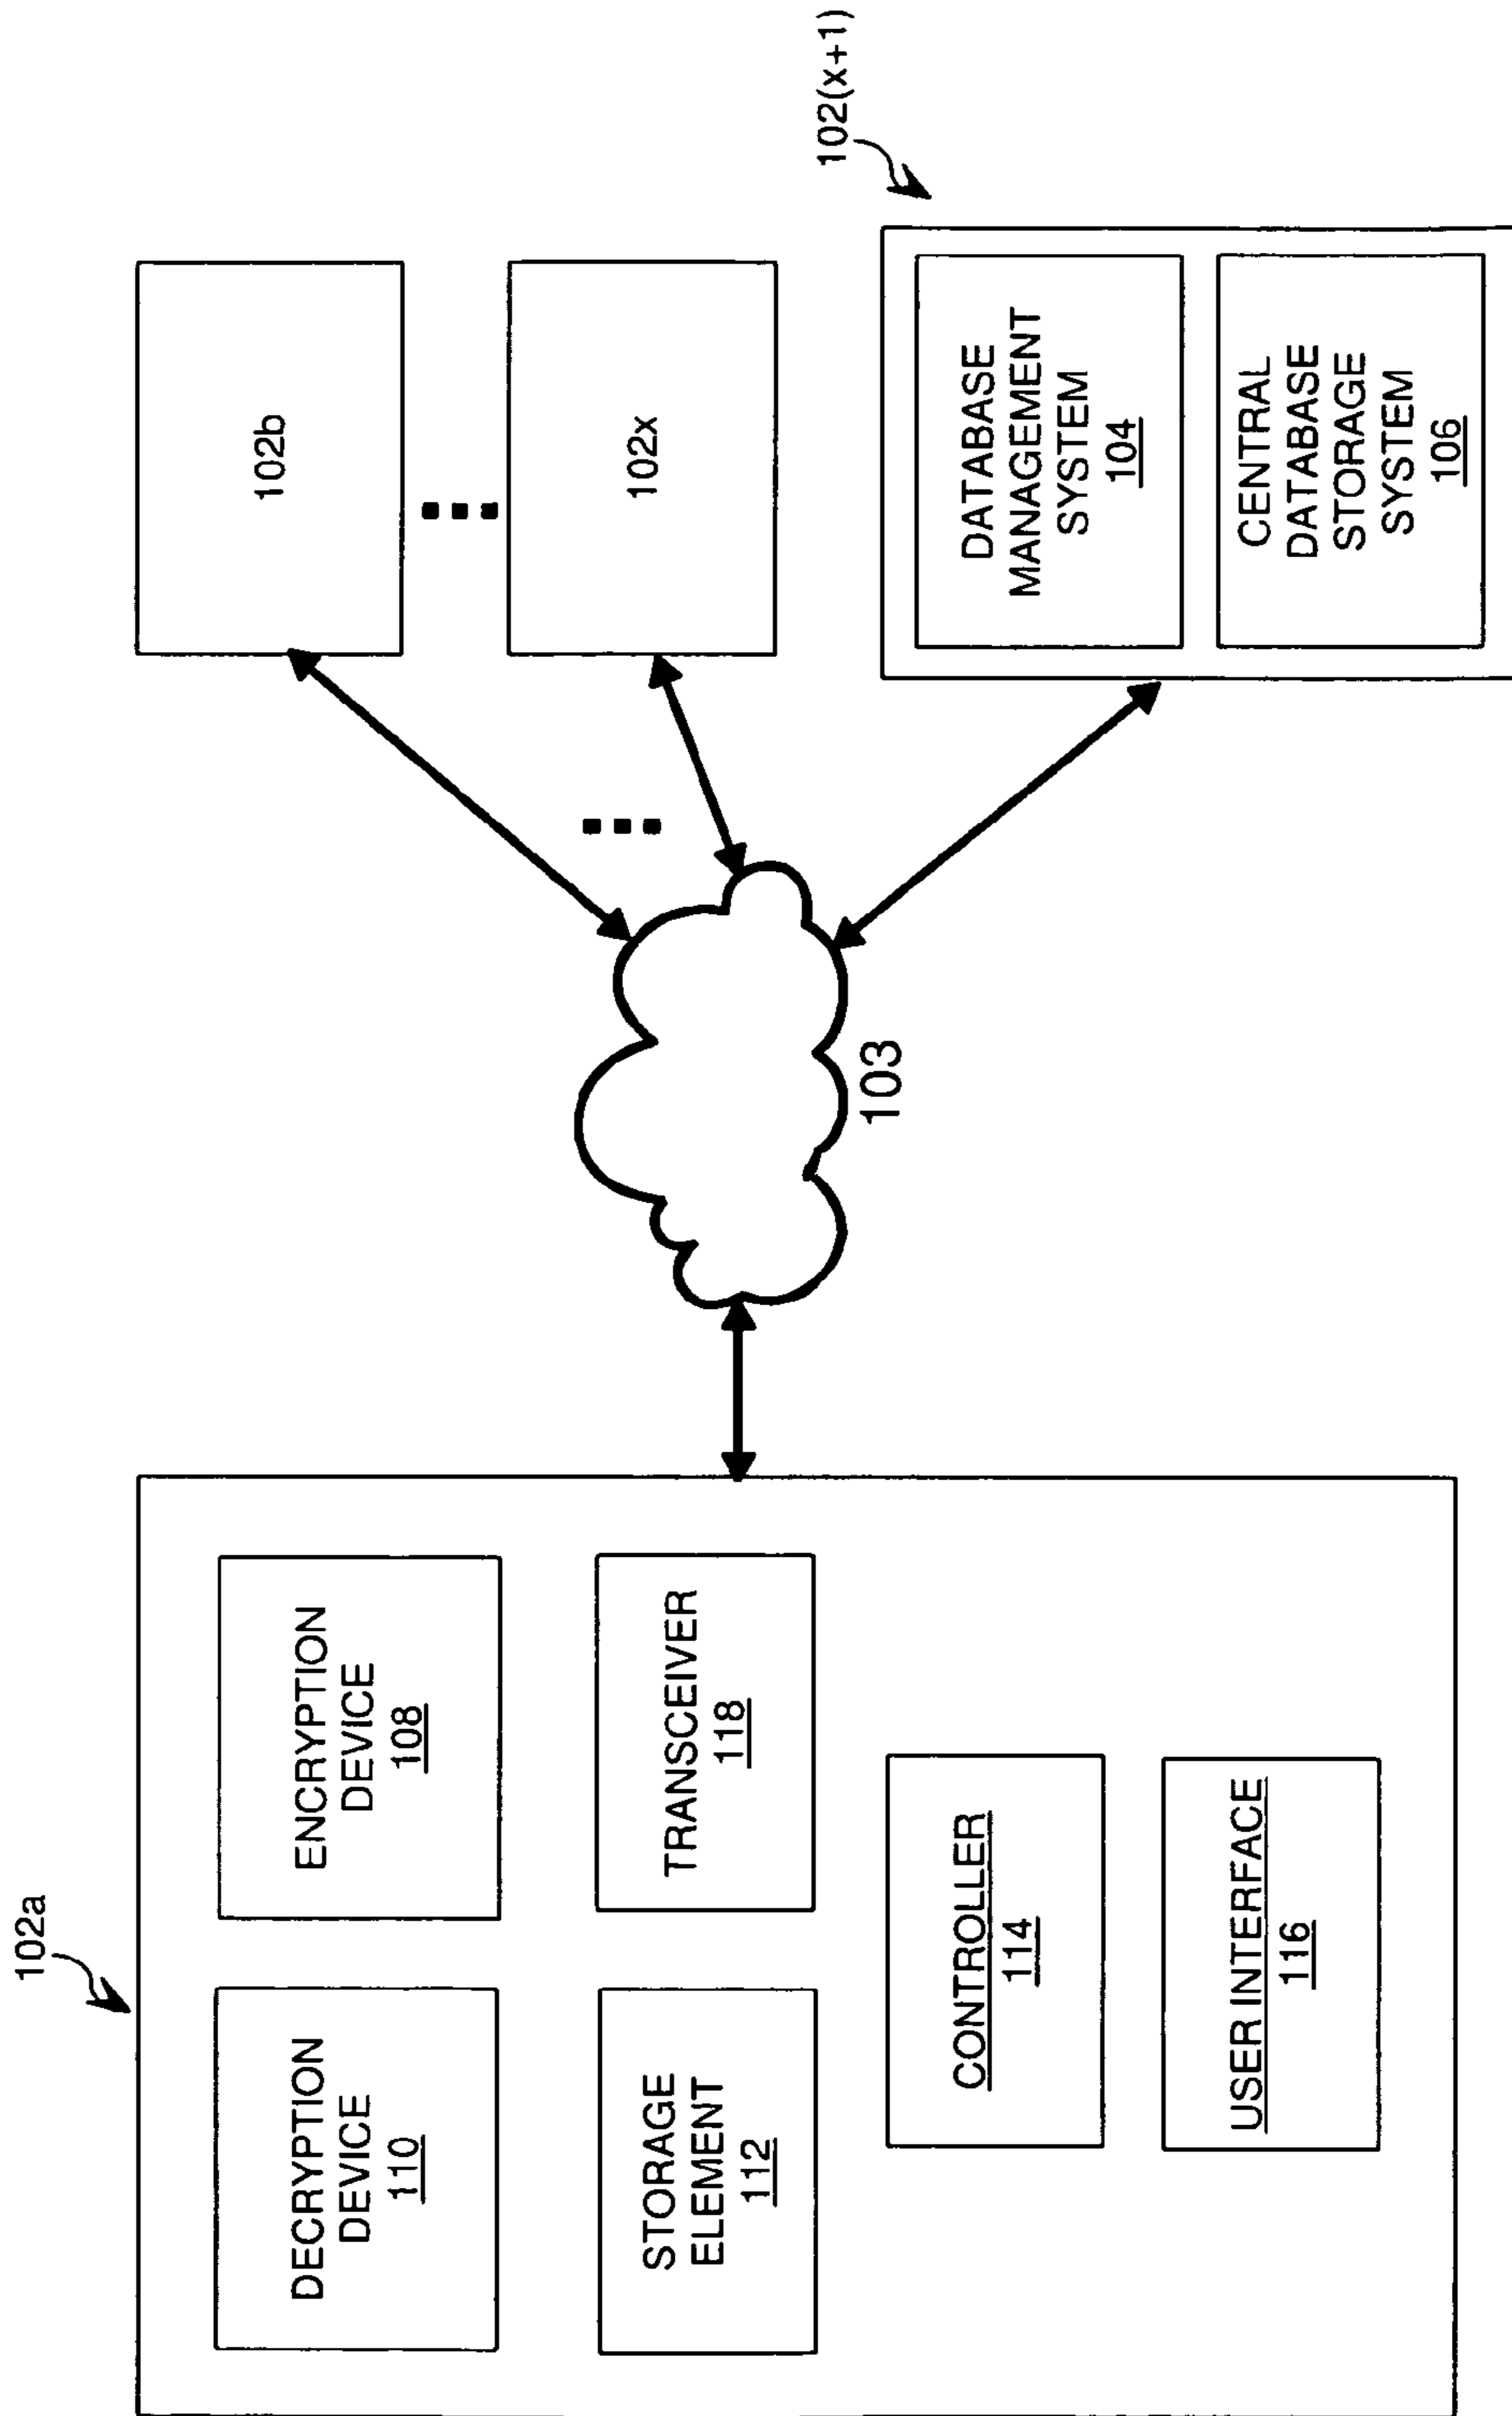 102a
DECRYPTION
DEVICE
110
ENCRYPTION
DEVICE
108
STORAGE
ELEMENT
112
TRANSCEIVER
118
CONTROLLER
114
USER INTERFACE
116
103
102b
102x
102(x+1)
DATABASE
MANAGEMENT
SYSTEM
104
CENTRAL
DATABASE
STORAGE
SYSTEM
106